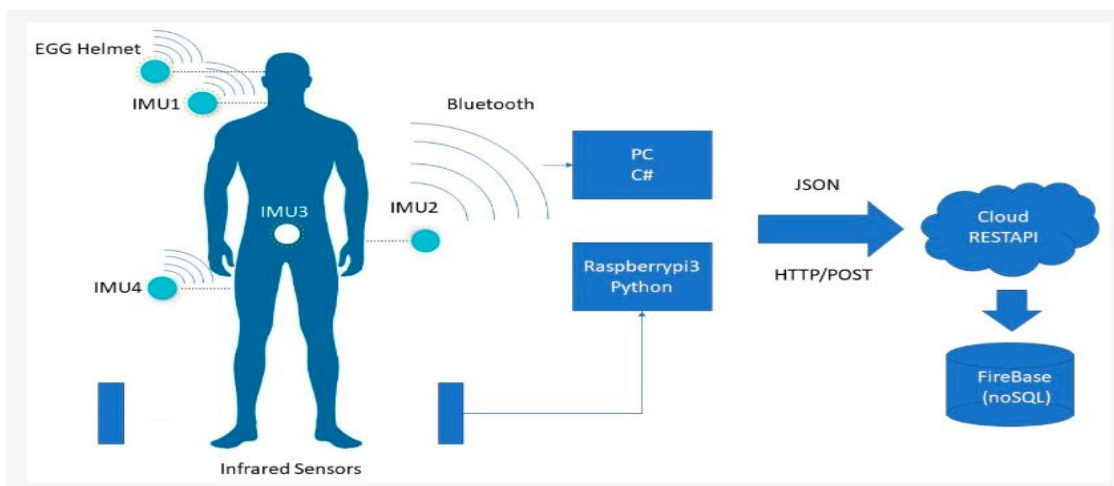 EGG Helmet
IMU1
Bluetooth
PC
C#
JSON
IMU3
IMU2
Cloud
RESTAPI
Raspberrypi3
Python
HTTP/POST
IMU4
FireBase
(noSQL)
Infrared Sensors